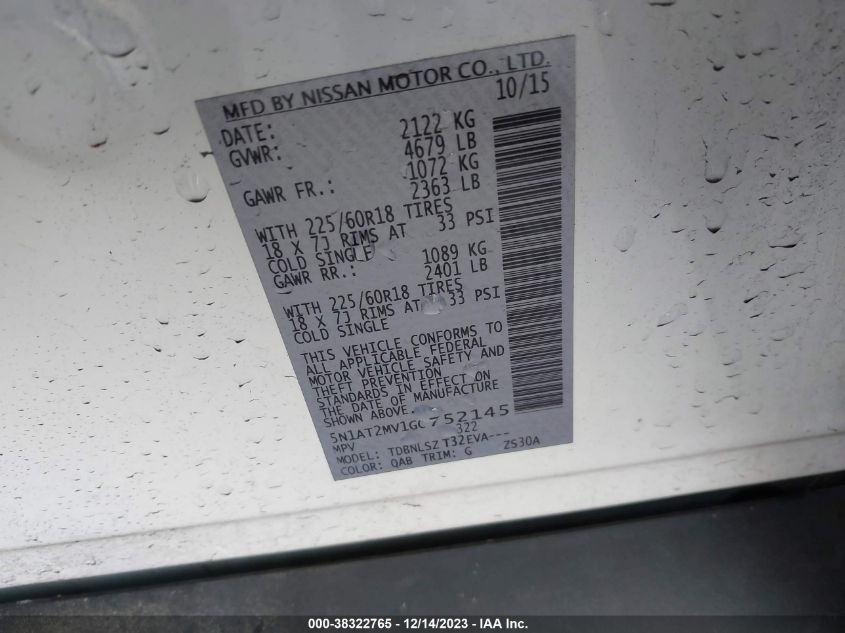 MFD BY NISSAN MOTOR CO., LTD.
DATE: 10/15
GVWR: 2122 KG
4679 LB
GAWR FR.: 1072 KG
2363 LB
WITH 225/60R18 TIRES
18 X 7J RIMS AT 33 PSI
COLD SINGLE
GAWR RR.: 1089 KG
2401 LB
WITH 225/60R18 TIRES
18 X 7J RIMS AT 33 PSI
COLD SINGLE
THIS VEHICLE CONFORMS TO
ALL APPLICABLE FEDERAL
MOTOR VEHICLE SAFETY AND
THEFT PREVENTION
STANDARDS IN EFFECT ON
THE DATE OF MANUFACTURE
SHOWN ABOVE.
5N1AT2MV1GC752145
MPV 322
MODEL: TDBNLSZ T32EVA---
COLOR: QAB TRIM: G ZS30A
000-38322765 - 12/14/2023 - IAA Inc.